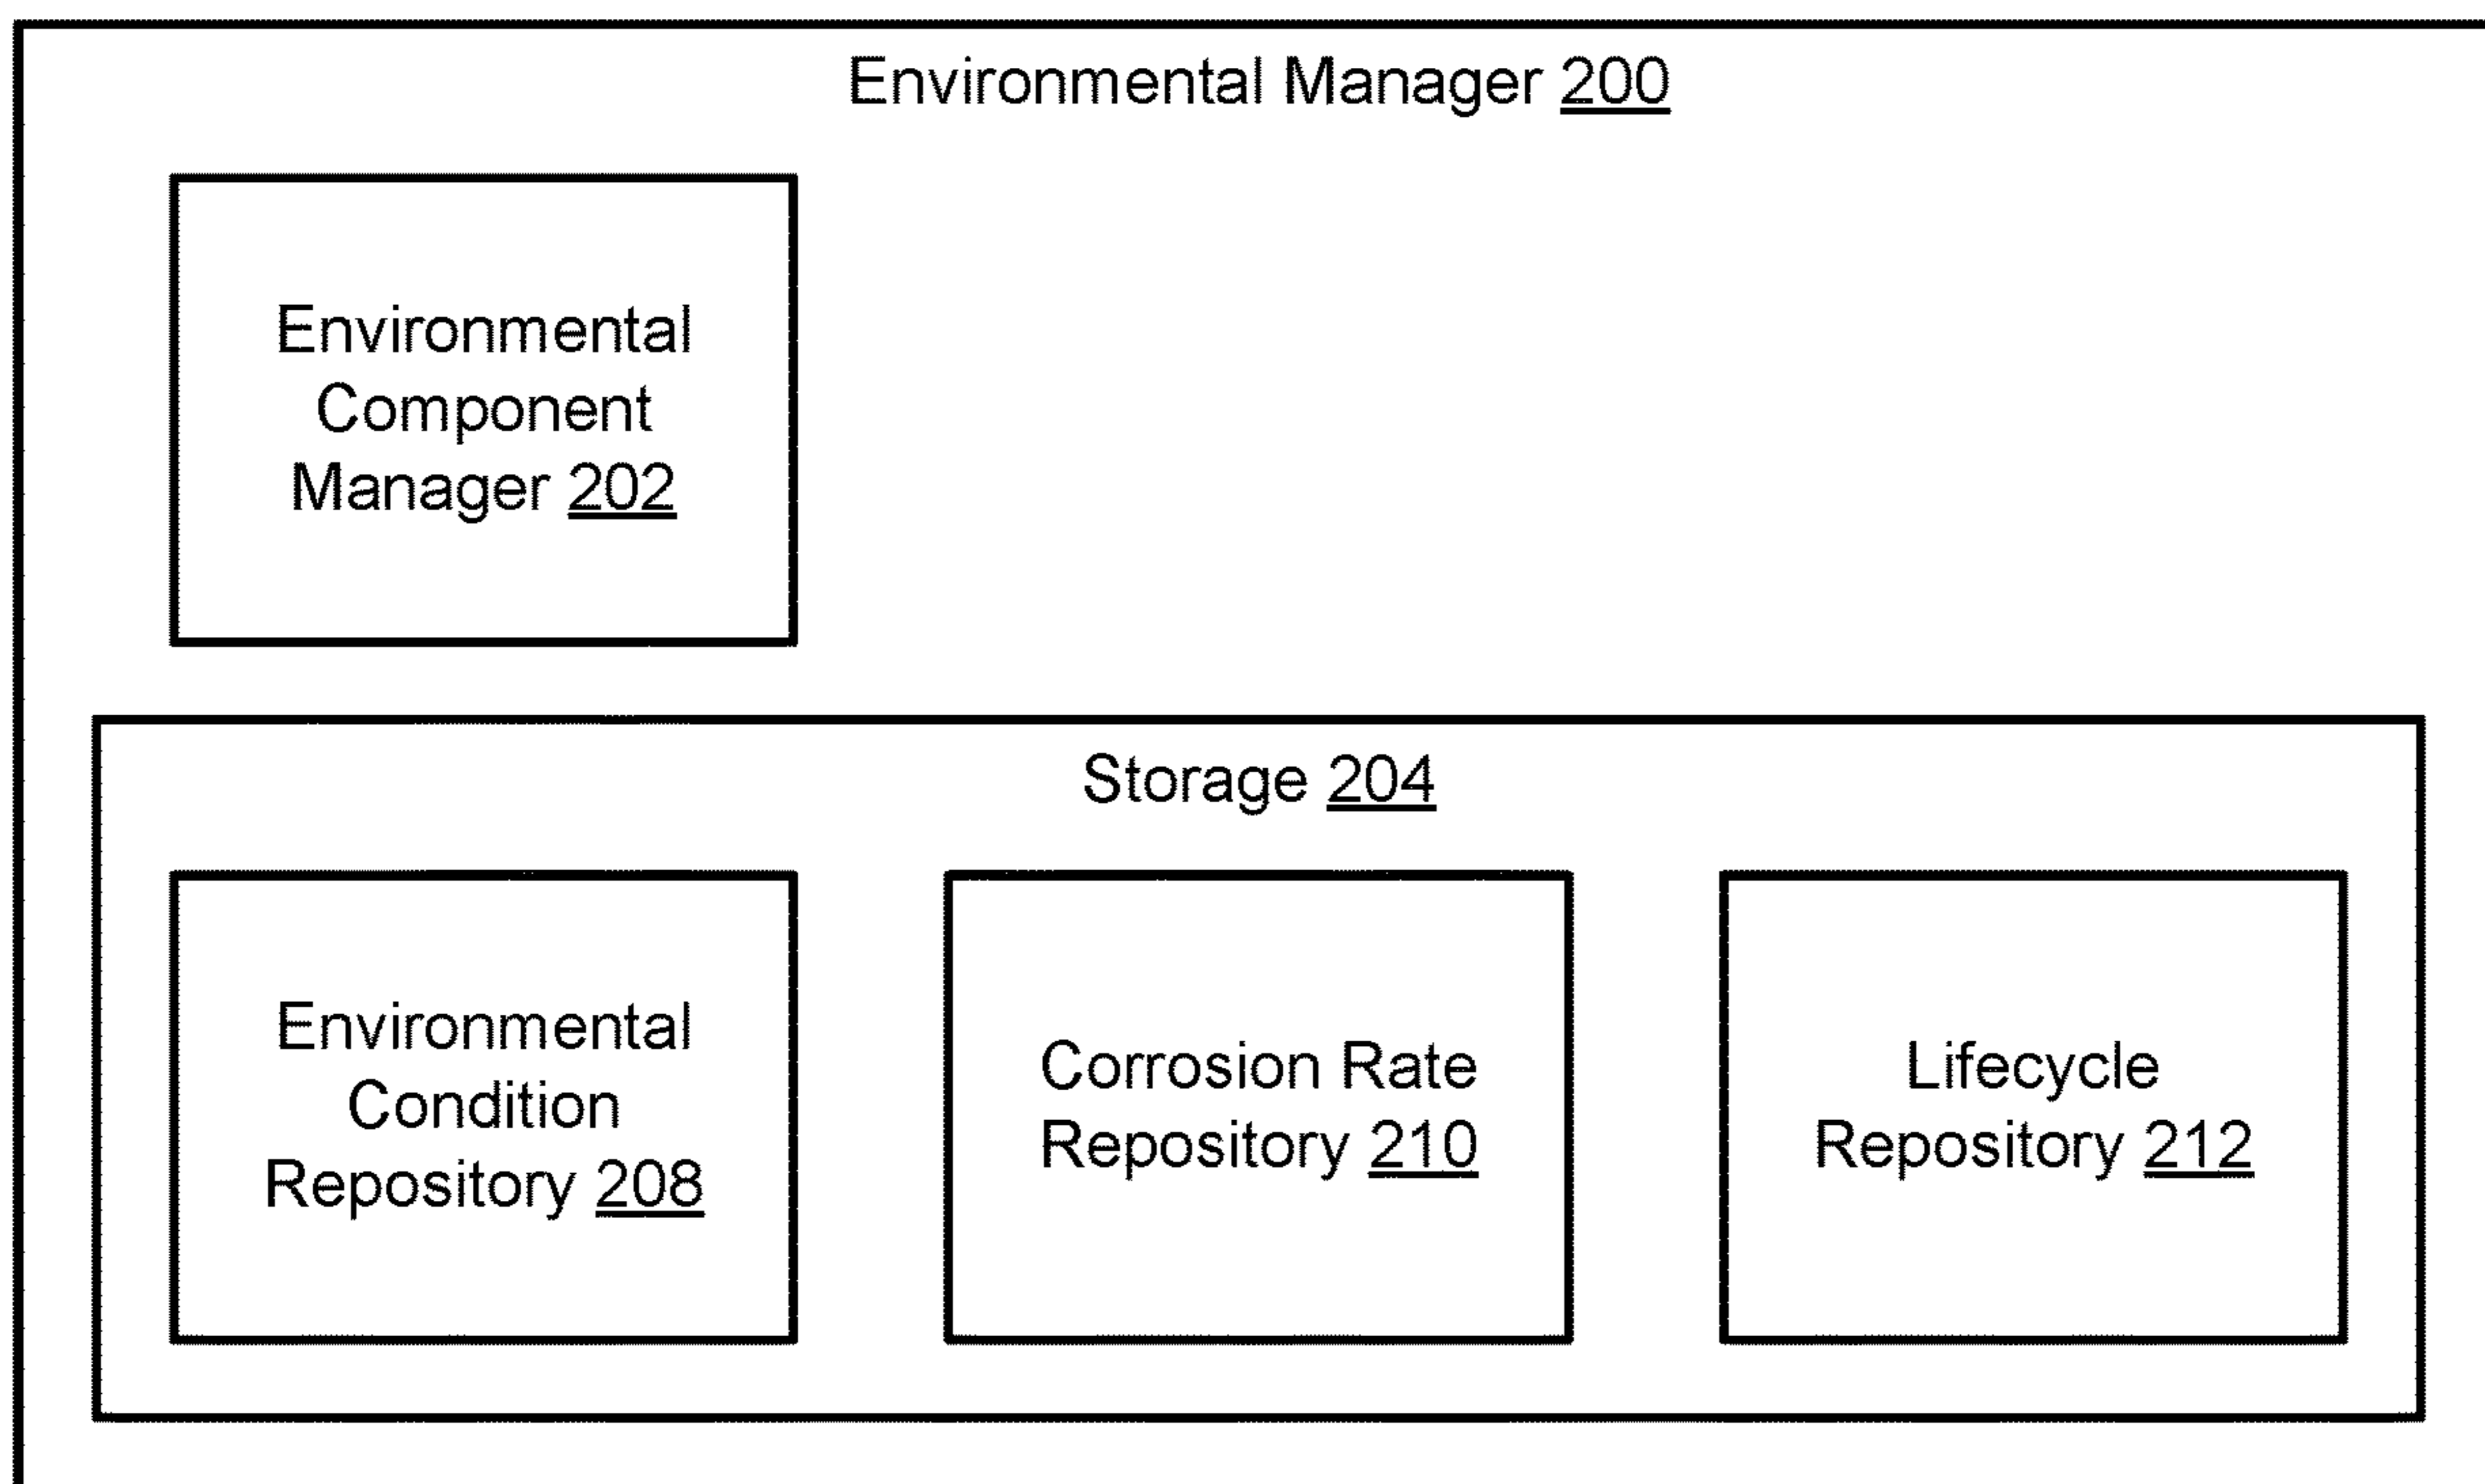 Environmental Manager 200
Environmental
Component
Manager 202
Storage 204
Environmental
Condition
Repository 208
Corrosion Rate
Repository 210
Lifecycle
Repository 212